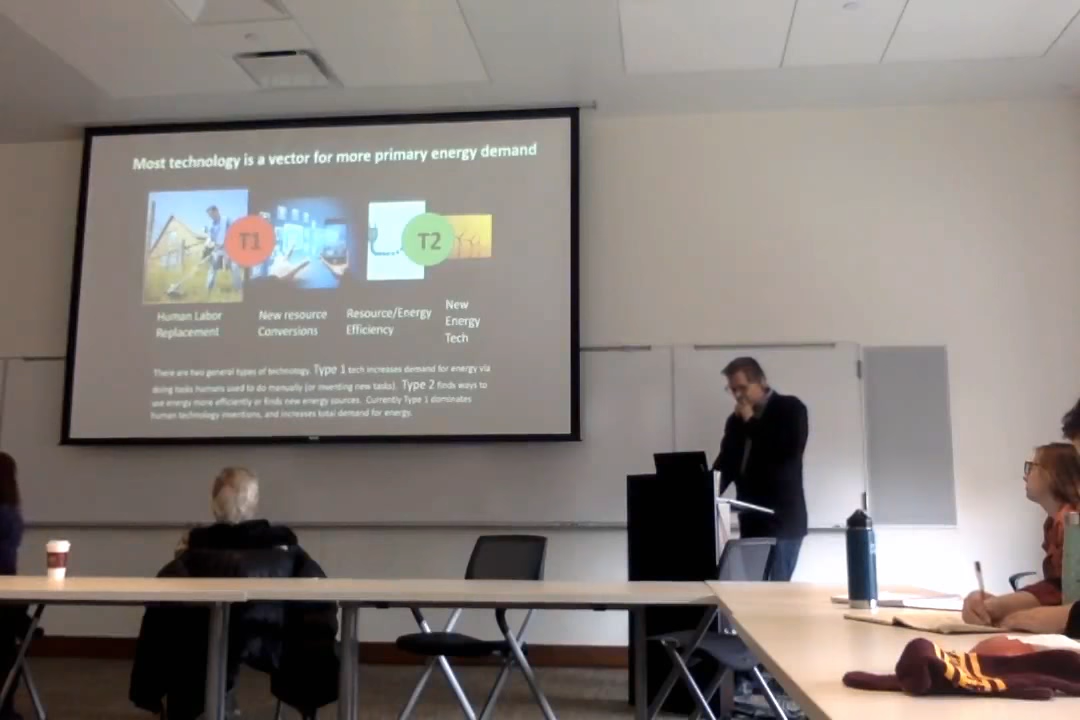 Most technology is a vector for more primary energy demand
T1
T2
Human Labor
Replacement
New resource
Conversions
Resource/Energy
Efficiency
New
Energy
Tech
There are two general types of technology. Type 1 tech increases demand for energy via
doing tasks humans used to do manually (or inventing new tasks). Type 2 finds ways to
use energy more efficiently or finds new energy sources. Currently Type 1 dominates
human technology inventions, and increases total demand for energy.